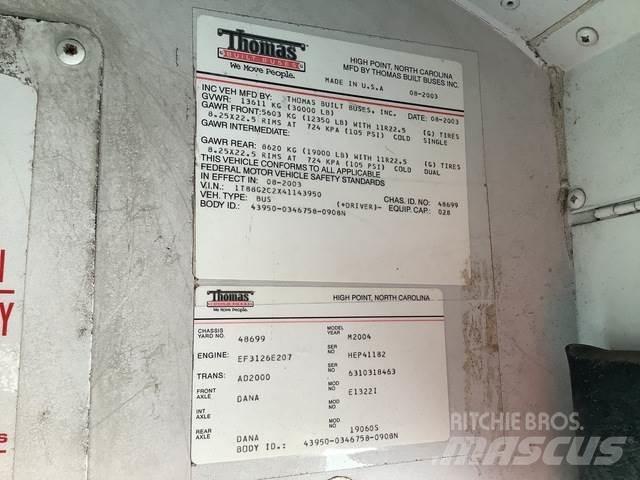 Thomas
BUILT BUSES
We Move People.
HIGH POINT, NORTH CAROLINA
MFD BY THOMAS BUILT BUSES INC.
MADE IN U.S.A
08-2003
INC VEH MFD BY: THOMAS BUILT BUSES, INC. DATE: 08-2003
GVWR: 13611 KG (30000 LB)
GAWR FRONT: 5603 KG (12350 LB) WITH 11R22.5 (G) TIRES
8.25X22.5 RIMS AT 724 KPA (105 PSI) COLD SINGLE
GAWR INTERMEDIATE:
GAWR REAR: 8620 KG (19000 LB) WITH 11R22.5 (G) TIRES
8.25X22.5 RIMS AT 724 KPA (105 PSI) COLD DUAL
THIS VEHICLE CONFORMS TO ALL APPLICABLE
FEDERAL MOTOR VEHICLE SAFETY STANDARDS
IN EFFECT IN: 08-2003
V.I.N.: 1T88G2C2X41143950 CHAS. ID. NO: 48699
VEH. TYPE: BUS (+DRIVER)- EQUIP. CAP.: 028
BODY ID.: 43950-0346758-0908N
Thomas
BUILT BUSES
HIGH POINT, NORTH CAROLINA
CHASSIS YARD NO. 48699 MODEL YEAR M2004
ENGINE: EF3126E207 SER NO HEP41182
TRANS: AD2000 SER NO 6310318463
FRONT AXLE DANA MOD NO E1322I
INT AXLE MOD NO
REAR AXLE DANA MOD NO 19060S
BODY ID.: 43950-0346758-0908N
Y
RITCHIE BROS.
MASCUS